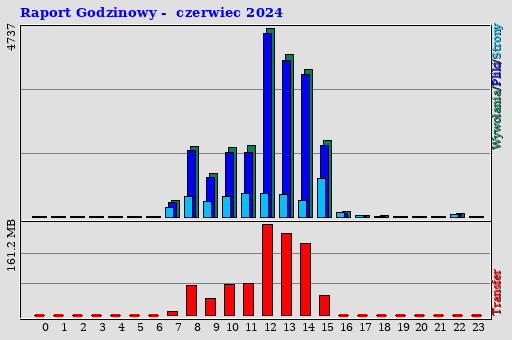 Raport Godzinowy - czerwiec 2024
4737
Wywołania/Pliki/Strony
161.2 MB
Transfer
0 1 2 3 4 5 6 7 8 9 10 11 12 13 14 15 16 17 18 19 20 21 22 23